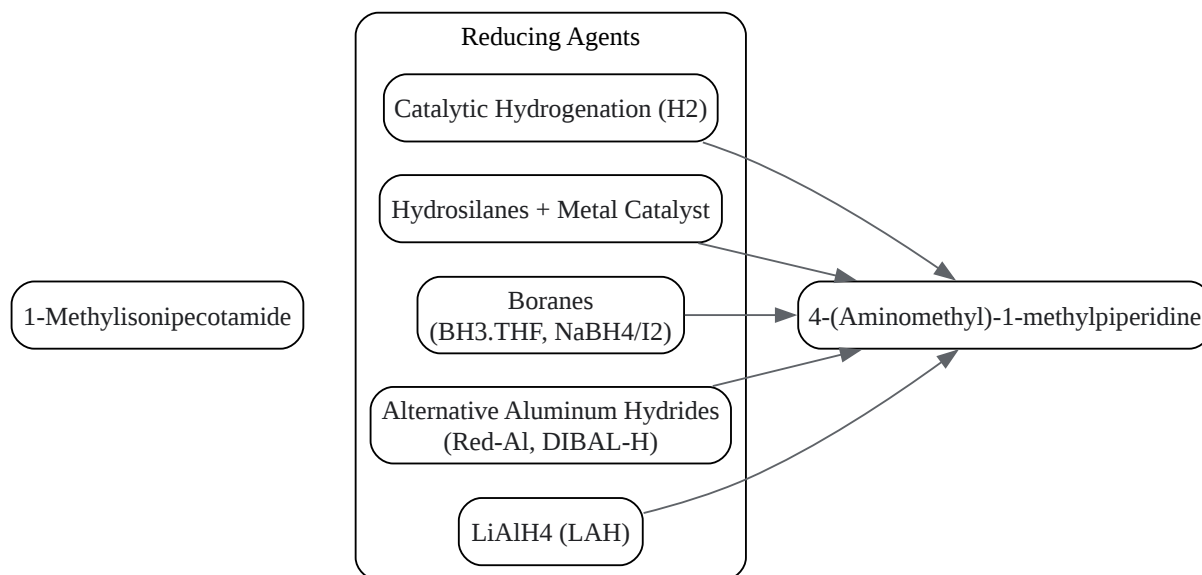 Reducing Agents
Catalytic Hydrogenation (H2)
Hydrosilanes + Metal Catalyst
1-Methylisonipecotamide
Boranes
(BH3.THF, NaBH4/I2)
4-(Aminomethyl)-1-methylpiperidine
Alternative Aluminum Hydrides
(Red-Al, DIBAL-H)
LiAlH4 (LAH)